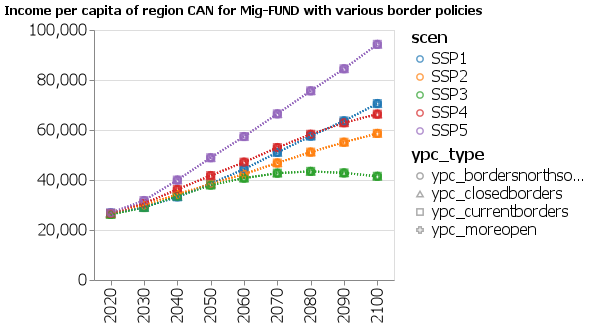 Income per capita of region CAN for Mig-FUND with various border policies
100,000
80,000
60,000
40,000
20,000
0
2020
2030
2040
2050
2060
2070
2080
2090
2100
scen
SSP1
SSP2
SSP3
SSP4
SSP5
ypc_type
ypc_bordersnorthso...
ypc_closedborders
ypc_currentborders
ypc_moreopen